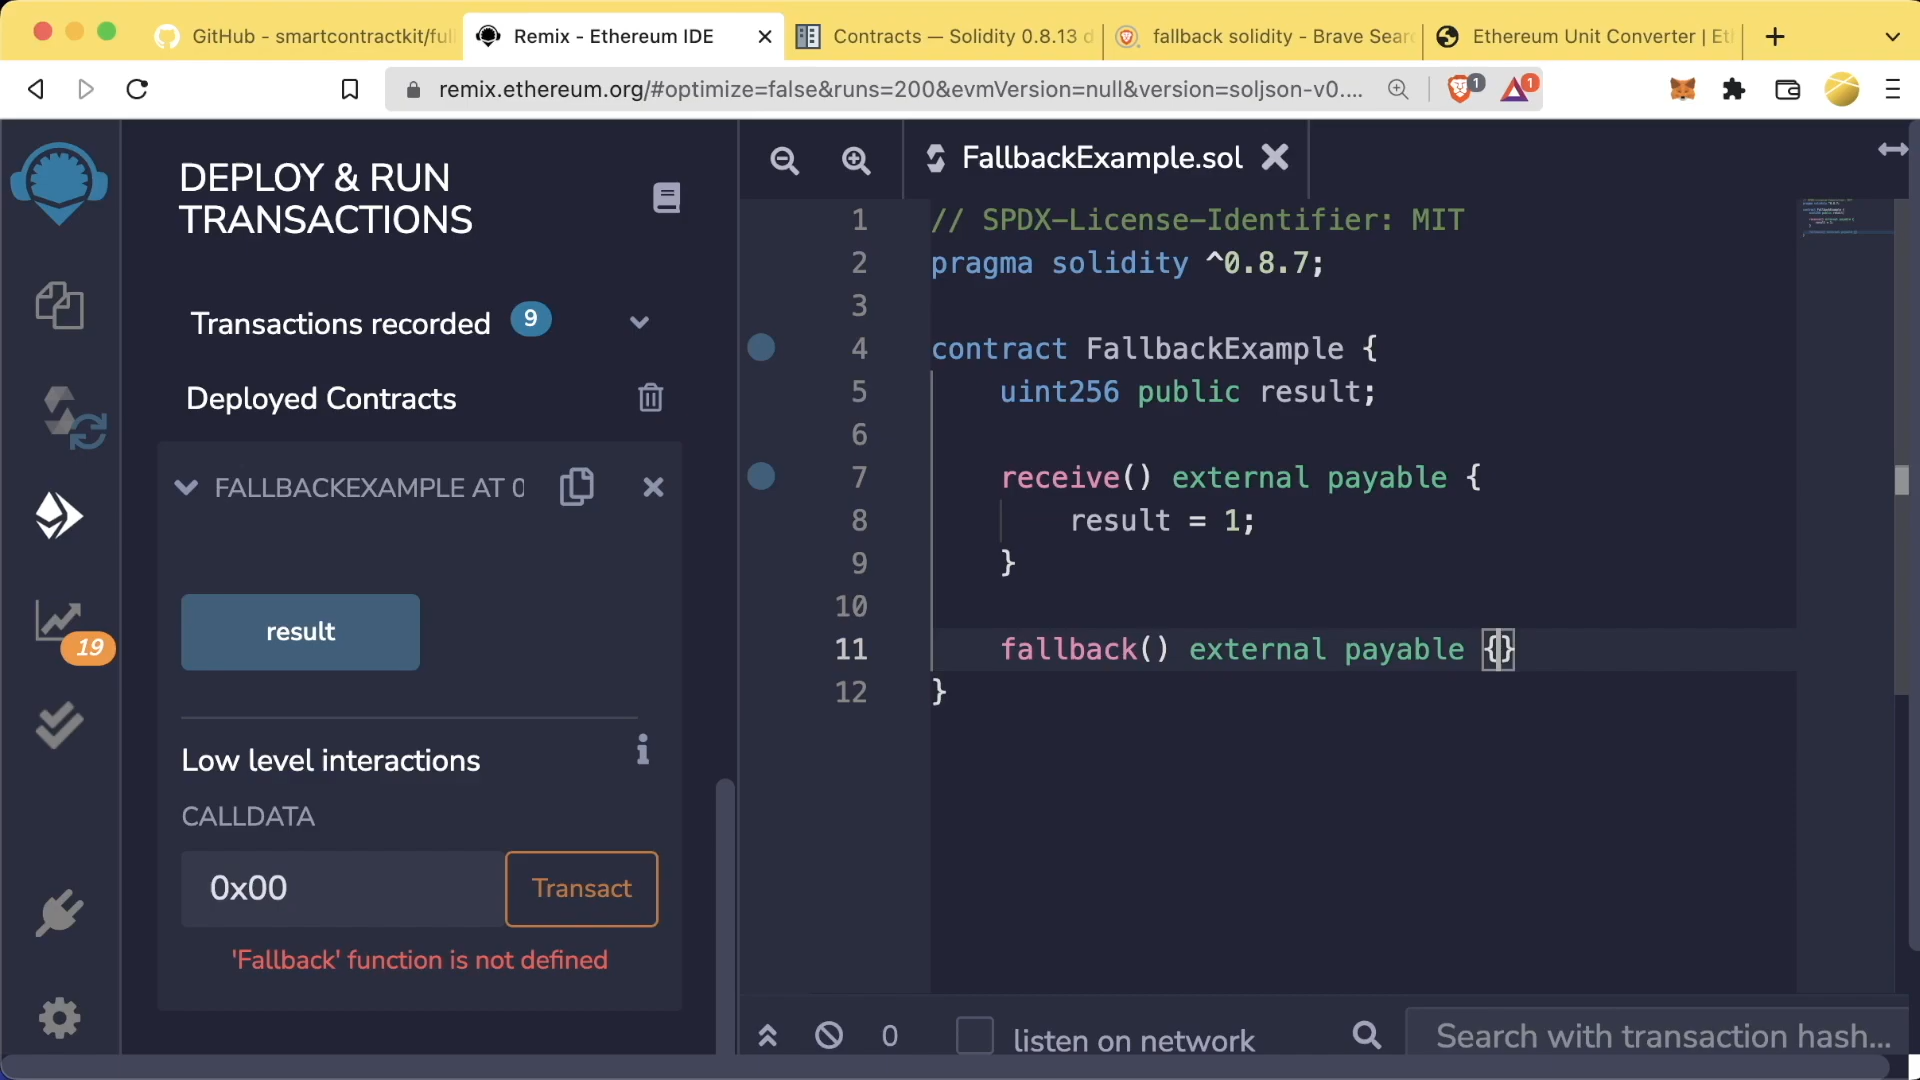 GitHub - smartcontractkit/full
Remix - Ethereum IDE
Contracts — Solidity 0.8.13 d
fallback solidity - Brave Sear
Ethereum Unit Converter | Et
remix.ethereum.org/#optimize=false&runs=200&evmVersion=null&version=soljson-v0....
1
1
DEPLOY & RUN
TRANSACTIONS
Transactions recorded 9
Deployed Contracts
FALLBACKEXAMPLE AT 0
result
Low level interactions
CALLDATA
0x00
Transact
'Fallback' function is not defined
19
FallbackExample.sol
1 // SPDX-License-Identifier: MIT
2 pragma solidity ^0.8.7;
3
4 contract FallbackExample {
5 uint256 public result;
6
7 receive() external payable {
8 result = 1;
9 }
10
11 fallback() external payable {}
12 }
0
listen on network
Search with transaction hash...